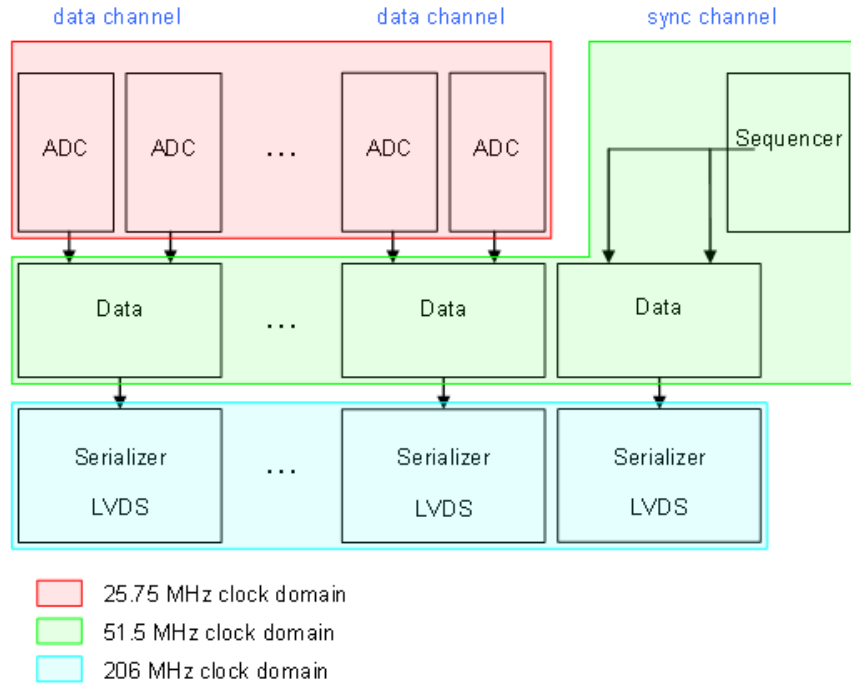 data channel
data channel
sync channel
ADC
ADC
...
ADC
ADC
Sequencer
Data
...
Data
Data
Serializer
LVDS
...
Serializer
LVDS
Serializer
LVDS
25.75 MHz clock domain
51.5 MHz clock domain
206 MHz clock domain